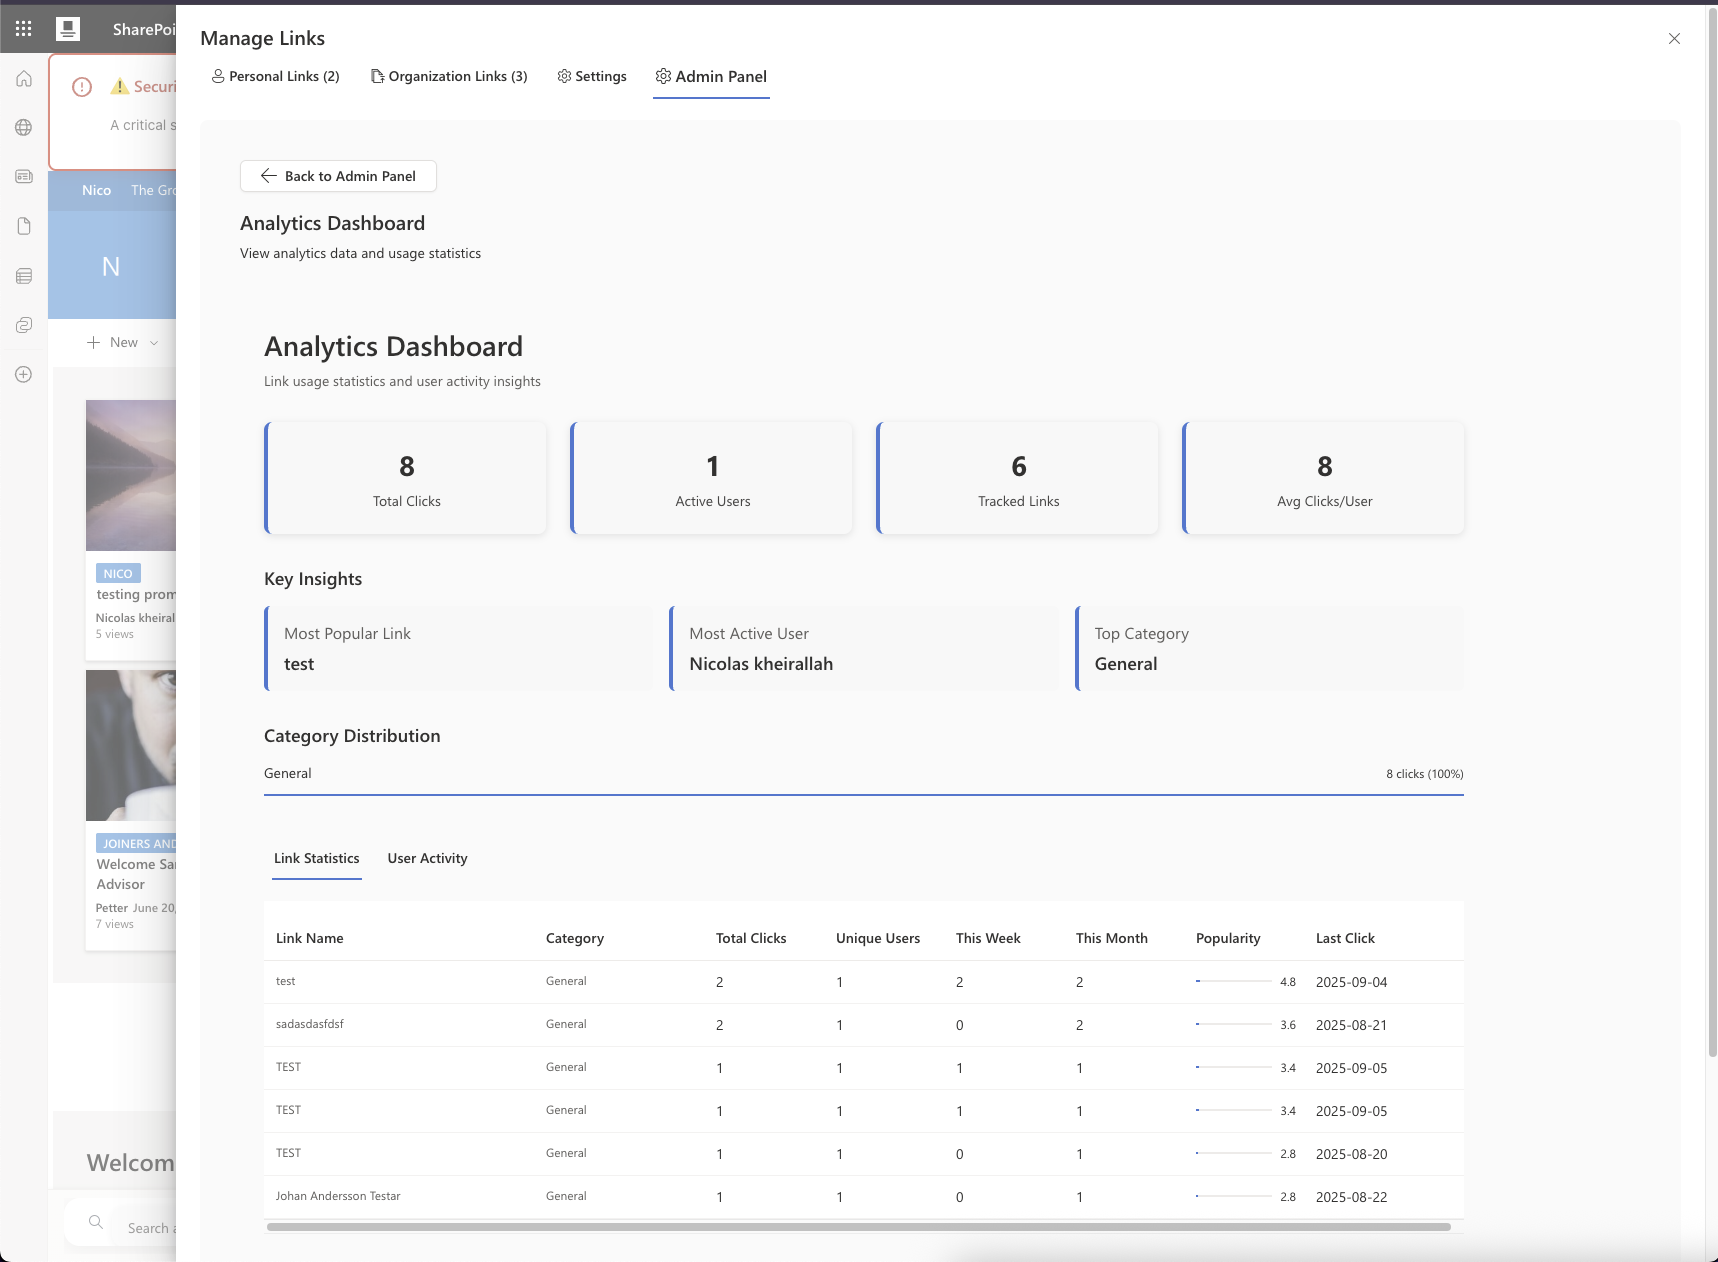 SharePoi
Securi
A critical s
Nico The Gro
N
New
NICO
testing prom
Nicolas kheiral
5 views
JOINERS AND
Welcome Sar
Advisor
Petter June 20,
7 views
Welcom
Search a
Manage Links
Personal Links (2) Organization Links (3) Settings Admin Panel
Back to Admin Panel
Analytics Dashboard
View analytics data and usage statistics
Analytics Dashboard
Link usage statistics and user activity insights
8
Total Clicks
1
Active Users
6
Tracked Links
8
Avg Clicks/User
Key Insights
Most Popular Link
test
Most Active User
Nicolas kheirallah
Top Category
General
Category Distribution
General 8 clicks (100%)
Link Statistics User Activity
Link Name Category Total Clicks Unique Users This Week This Month Popularity Last Click
test General 2 1 2 2 4.8 2025-09-04
sadasdasfdsf General 2 1 0 2 3.6 2025-08-21
TEST General 1 1 1 1 3.4 2025-09-05
TEST General 1 1 1 1 3.4 2025-09-05
TEST General 1 1 0 1 2.8 2025-08-20
Johan Andersson Testar General 1 1 0 1 2.8 2025-08-22